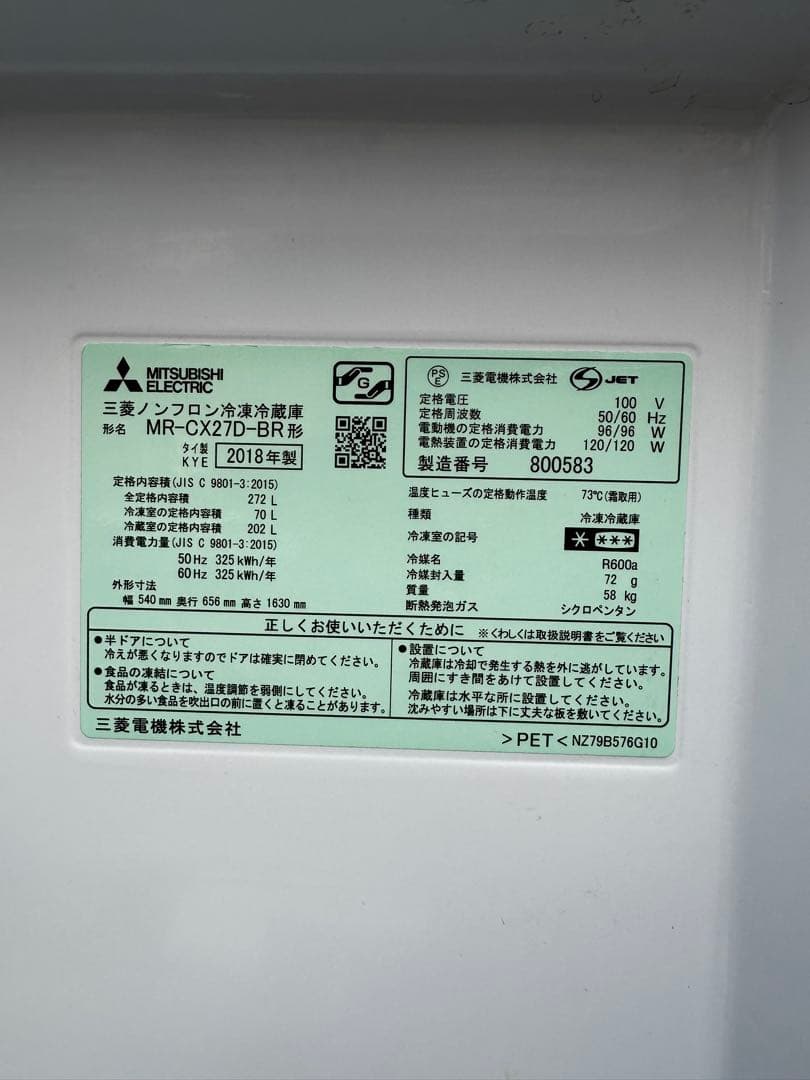 MITSUBISHI
ELECTRIC
G
三菱ノンフロン冷凍冷蔵庫
形名 MR-CX27D-BR形
タイ製
KYE 2018年製
PSE 三菱電機株式会社 S JET
定格電圧 100 V
定格周波数 50/60 Hz
電動機の定格消費電力 96/96 W
電熱装置の定格消費電力 120/120 W
製造番号 800583
定格内容積(JIS C 9801-3:2015)
全定格内容積 272 L
冷凍室の定格内容積 70 L
冷蔵室の定格内容積 202 L
消費電力量(JIS C 9801-3:2015)
50Hz 325 kWh/年
60Hz 325 kWh/年
外形寸法
幅 540 mm 奥行 656 mm 高さ 1630 mm
温度ヒューズの定格動作温度 73℃(霜取用)
種類 冷凍冷蔵庫
冷凍室の記号 * ***
冷媒名 R600a
冷媒封入量 72 g
質量 58 kg
断熱発泡ガス シクロペンタン
正しくお使いいただくために ※くわしくは取扱説明書をご覧ください
●半ドアについて
冷えが悪くなりますのでドアは確実に閉めてください。
●食品の凍結について
食品が凍るときは、温度調節を弱側にしてください。
水分の多い食品を吹出口の前に置くと凍ることがあります。
●設置について
冷蔵庫は冷却で発生する熱を外に逃がしています。
周囲にすき間をあけて設置してください。
冷蔵庫は水平な所に設置してください。
沈みやすい場所は下に丈夫な板を敷いてください。
三菱電機株式会社
>PET< NZ79B576G10